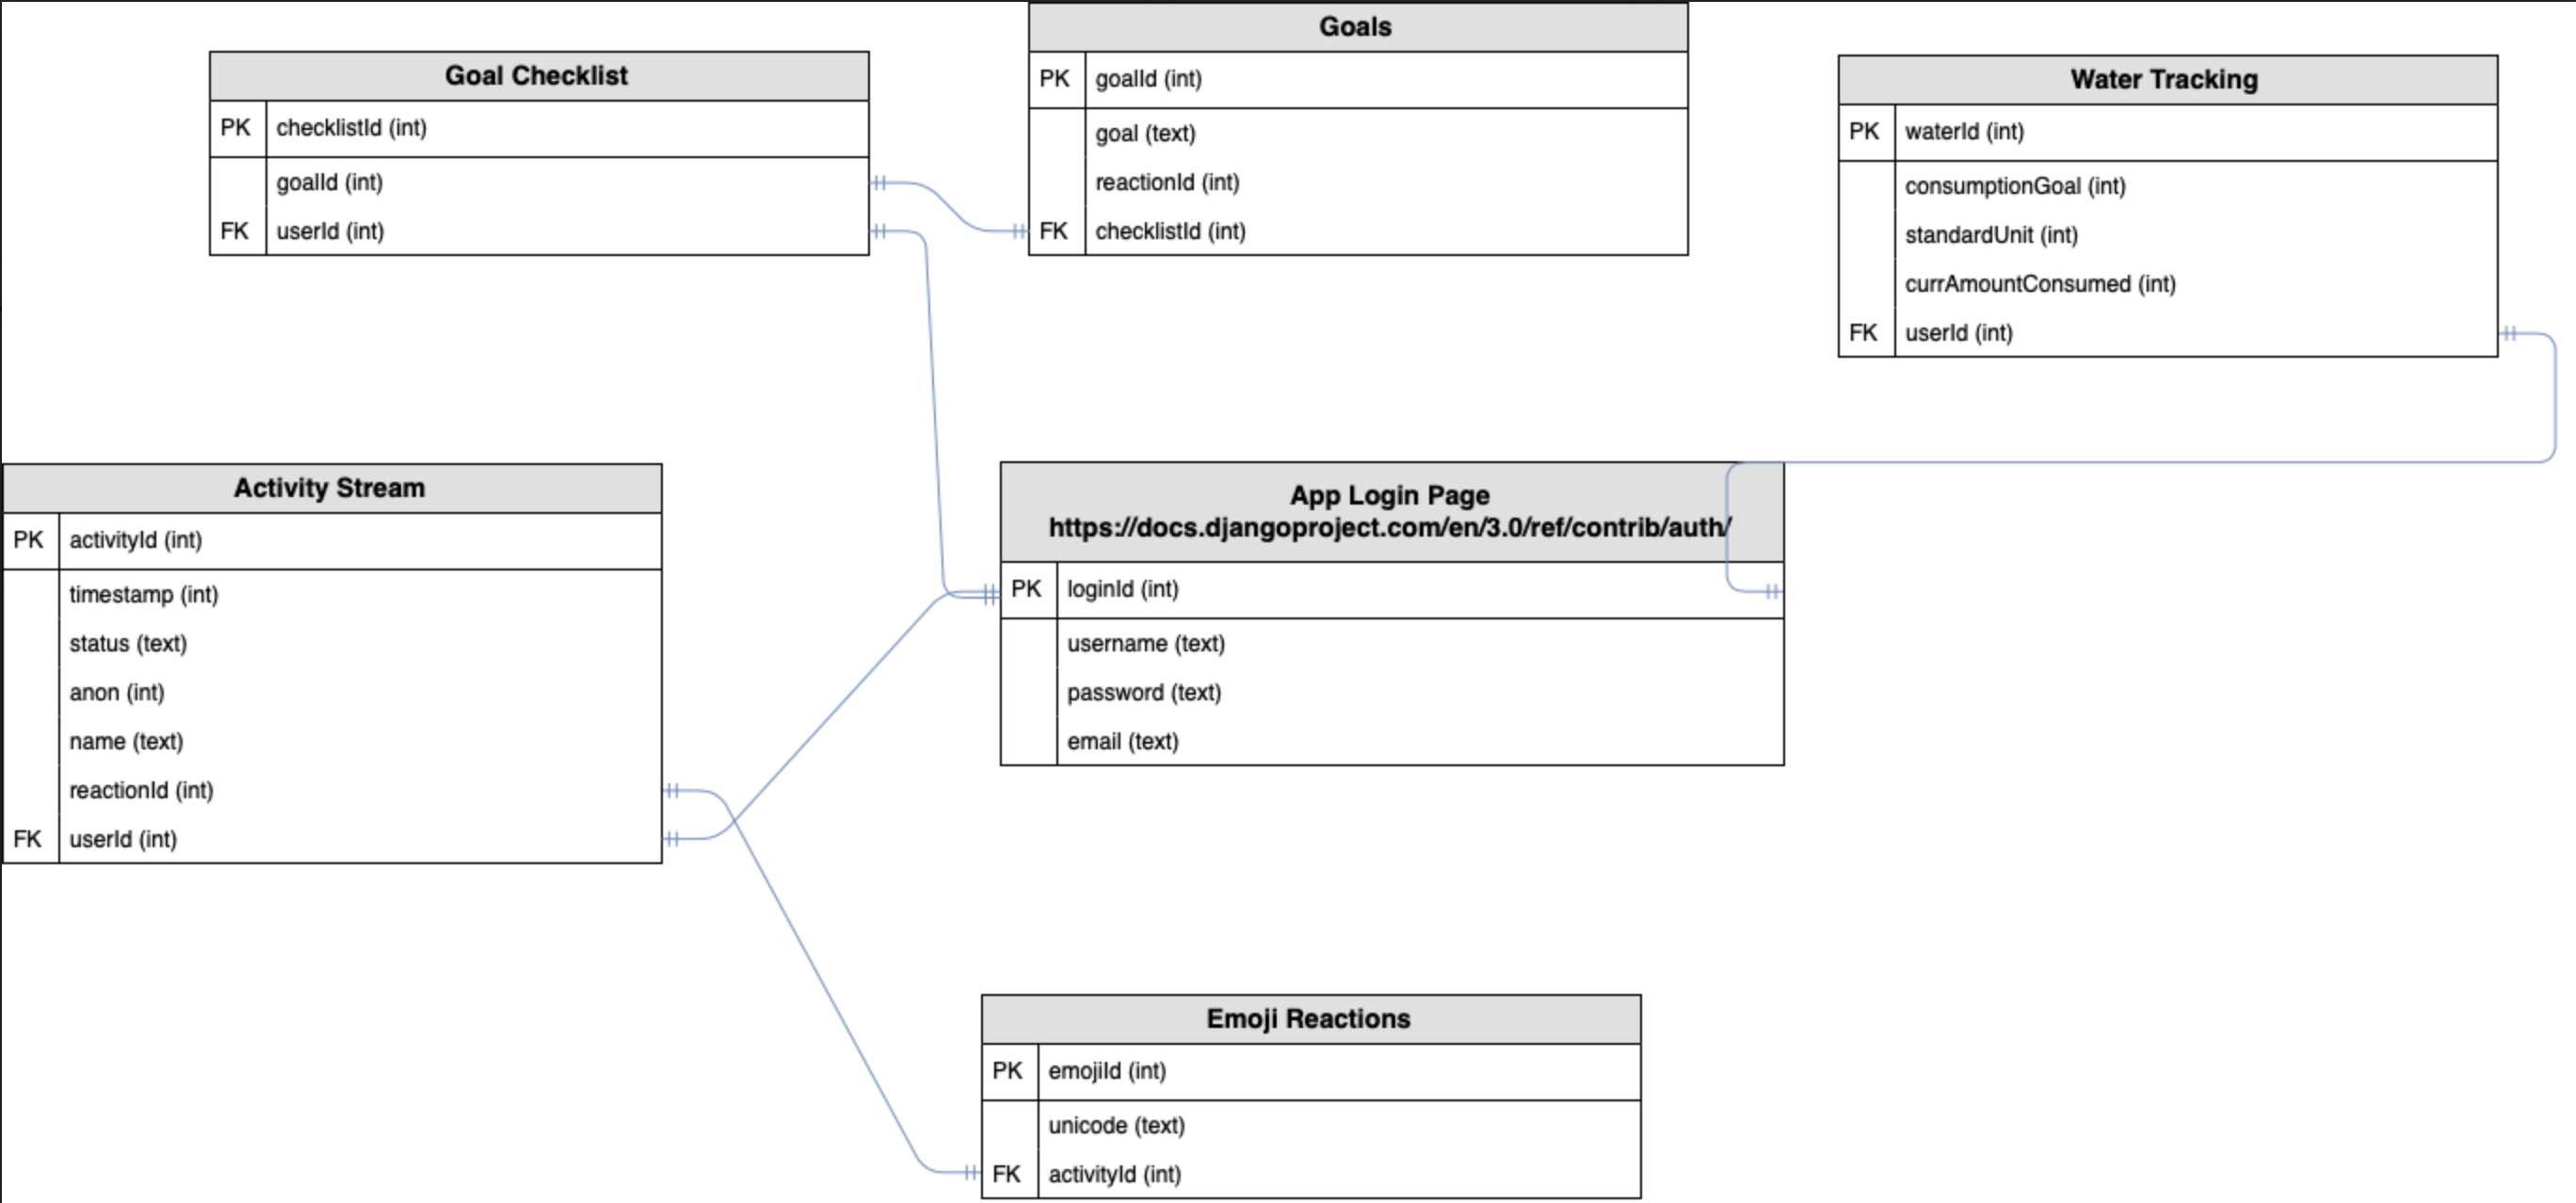 Goal Checklist
PK checklistId (int)
goalId (int)
FK userId (int)
Goals
PK goalId (int)
goal (text)
reactionId (int)
FK checklistId (int)
Water Tracking
PK waterId (int)
consumptionGoal (int)
standardUnit (int)
currAmountConsumed (int)
FK userId (int)
Activity Stream
PK activityId (int)
timestamp (int)
status (text)
anon (int)
name (text)
reactionId (int)
FK userId (int)
App Login Page
https://docs.djangoproject.com/en/3.0/ref/contrib/auth/
PK loginId (int)
username (text)
password (text)
email (text)
Emoji Reactions
PK emojiId (int)
unicode (text)
FK activityId (int)